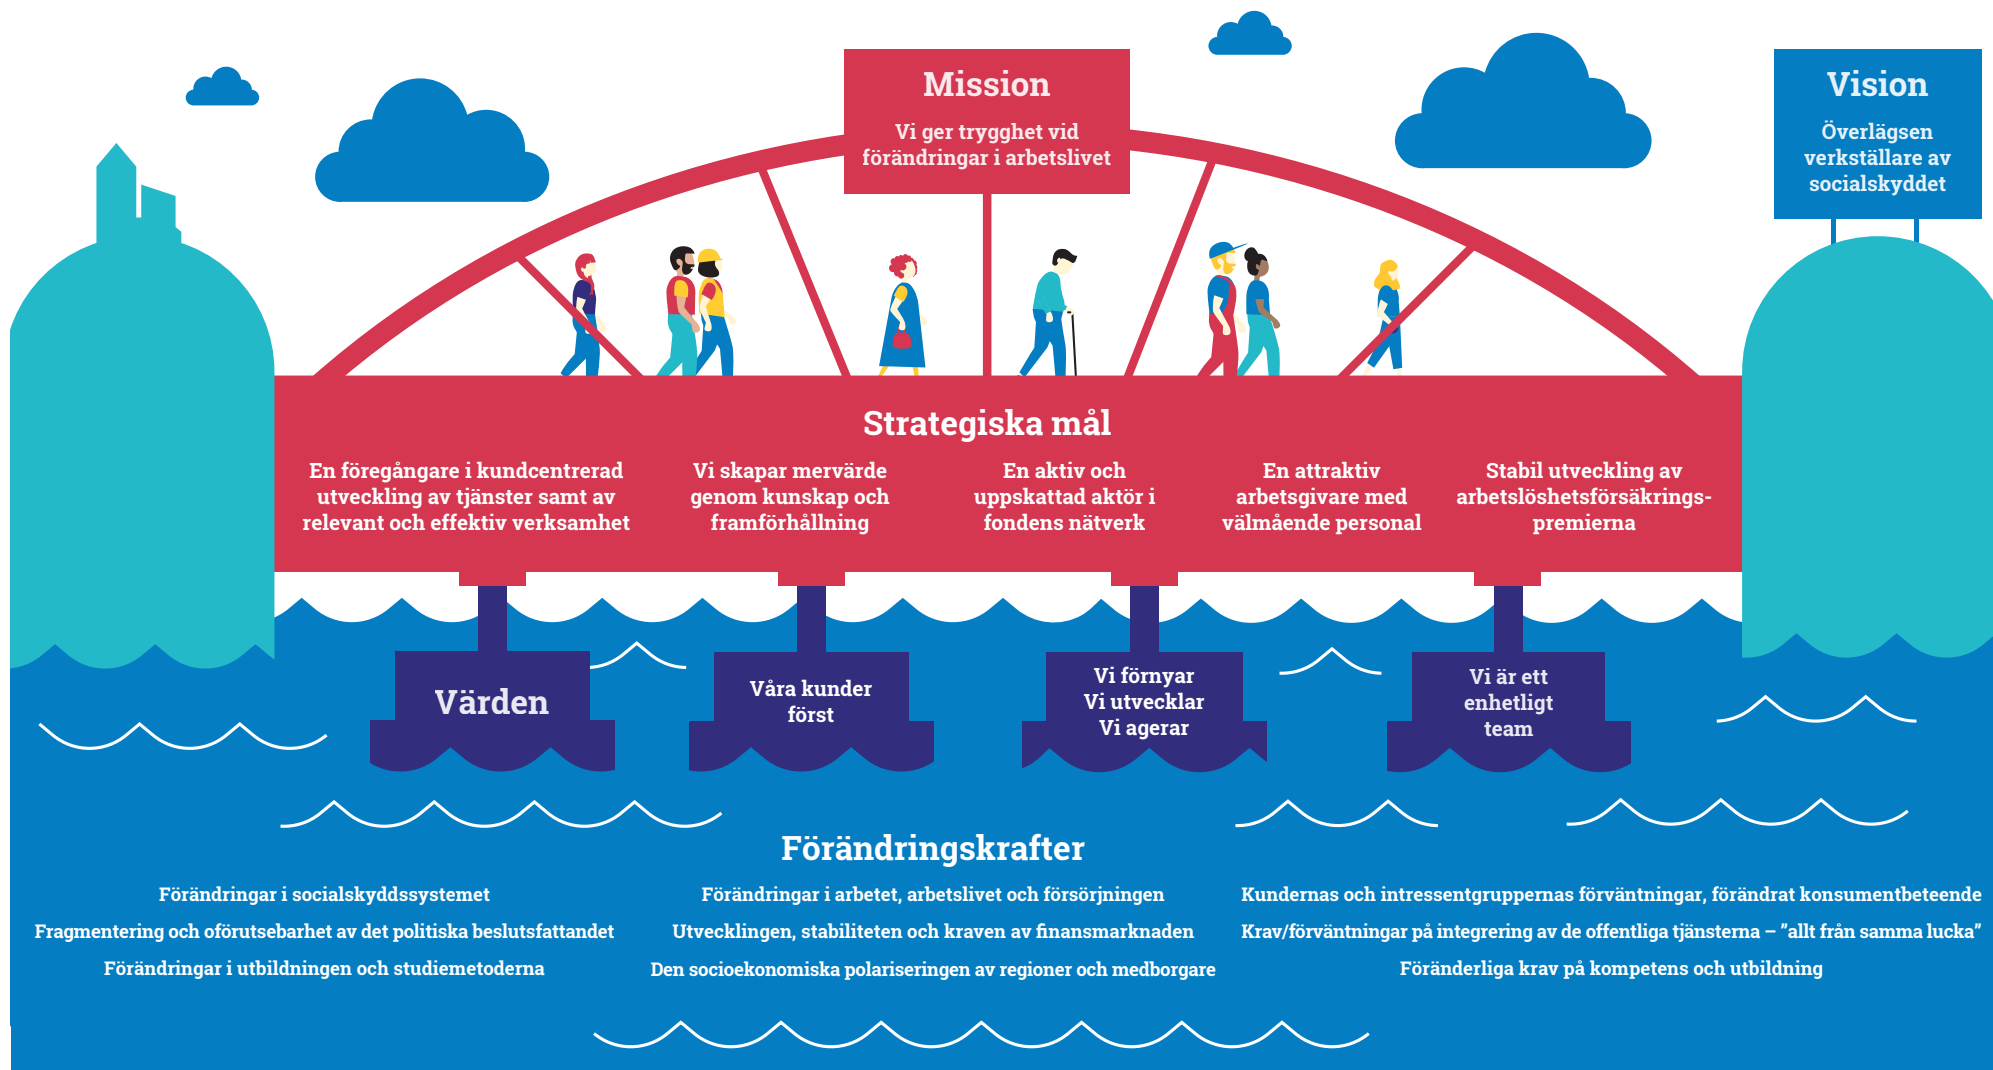 Mission
Vi ger trygghet vid
förändringar i arbetslivet
Vision
Överlägsen
verkställare av
socialskyddet
Strategiska mål
En föregångare i kundcentrerad
utveckling av tjänster samt av
relevant och effektiv verksamhet
Vi skapar mervärde
genom kunskap och
framförhållning
En aktiv och
uppskattad aktör i
fondens nätverk
En attraktiv
arbetsgivare med
välmående personal
Stabil utveckling av
arbetslöshetsförsäkrings-
premierna
Värden
Våra kunder
först
Vi förnyar
Vi utvecklar
Vi agerar
Vi är ett
enhetligt
team
Förändringskrafter
Förändringar i socialskyddssystemet
Fragmentering och oförutsebarhet av det politiska beslutsfattandet
Förändringar i utbildningen och studiemetoderna
Förändringar i arbetet, arbetslivet och försörjningen
Utvecklingen, stabiliteten och kraven av finansmarknaden
Den socioekonomiska polariseringen av regioner och medborgare
Kundernas och intressentgruppernas förväntningar, förändrat konsumentbeteende
Krav/förväntningar på integrering av de offentliga tjänsterna – ”allt från samma lucka”
Föränderliga krav på kompetens och utbildning